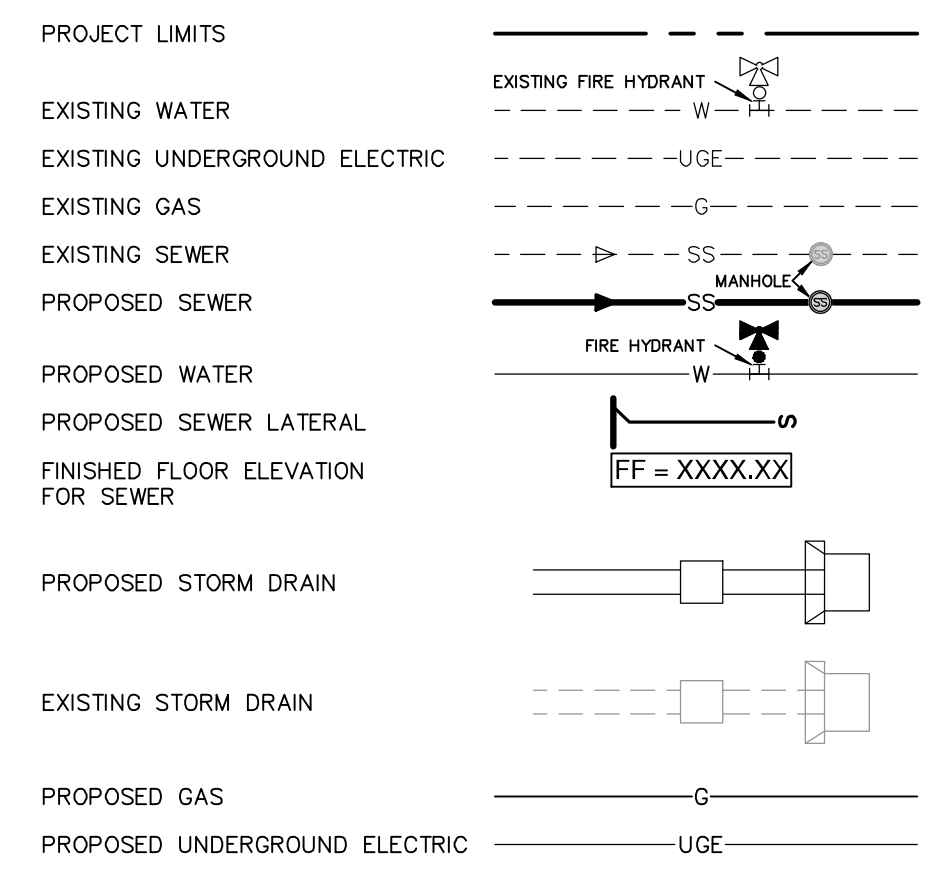 PROJECT LIMITS
EXISTING FIRE HYDRANT
EXISTING WATER W
EXISTING UNDERGROUND ELECTRIC UGE
EXISTING GAS G
EXISTING SEWER SS SS
MANHOLE
PROPOSED SEWER SS SS
FIRE HYDRANT
PROPOSED WATER W
PROPOSED SEWER LATERAL S
FINISHED FLOOR ELEVATION
FOR SEWER
FF = XXXX.XX
PROPOSED STORM DRAIN
EXISTING STORM DRAIN
PROPOSED GAS G
PROPOSED UNDERGROUND ELECTRIC UGE